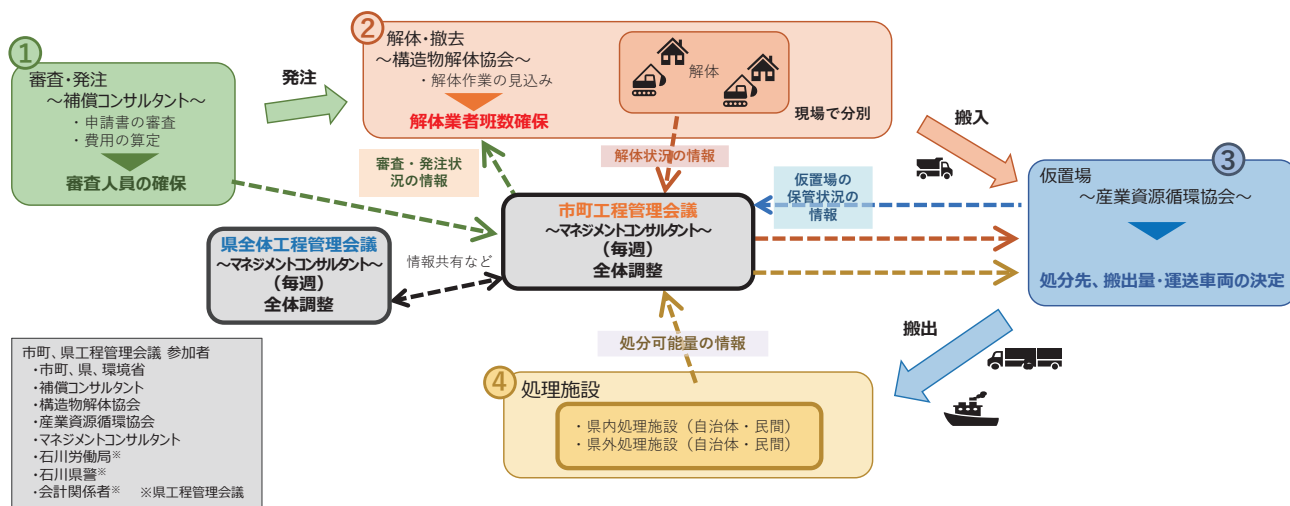 ①
審査・発注
～補償コンサルタント～
・申請書の審査
・費用の算定
審査人員の確保
発注
②
解体・撤去
～構造物解体協会～
・解体作業の見込み
解体業者班数確保
解体
現場で分別
搬入
③
仮置場
～産業資源循環協会～
処分先、搬出量・運送車両の決定
審査・発注状
況の情報
解体状況の情報
仮置場の
保管状況の
情報
市町工程管理会議
～マネジメントコンサルタント～
（毎週）
全体調整
県全体工程管理会議
～マネジメントコンサルタント～
（毎週）
全体調整
情報共有など
処分可能量の情報
搬出
④
処理施設
・県内処理施設（自治体・民間）
・県外処理施設（自治体・民間）
市町、県工程管理会議 参加者
・市町、県、環境省
・補償コンサルタント
・構造物解体協会
・産業資源循環協会
・マネジメントコンサルタント
・石川労働局※
・石川県警※
・会計関係者※ ※県工程管理会議